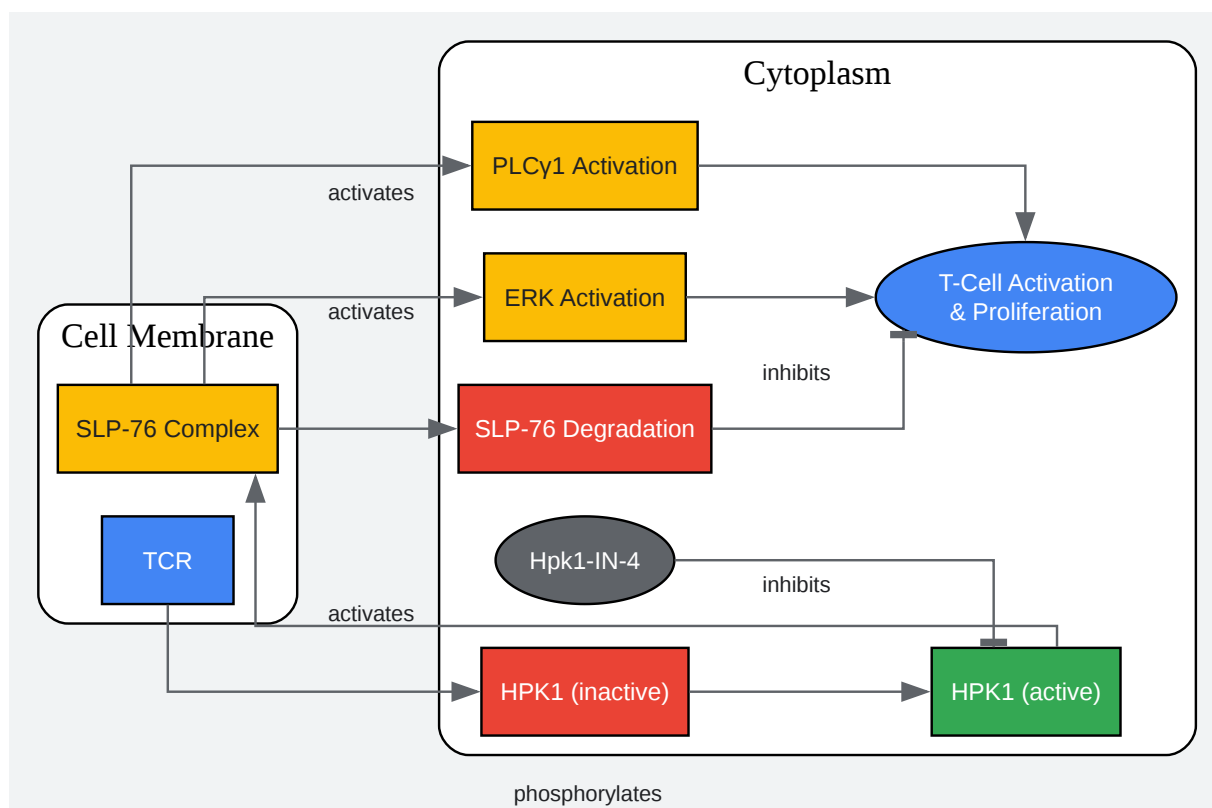 Cytoplasm
PLCγ1 Activation
activates
T-Cell Activation
& Proliferation
ERK Activation
activates
Cell Membrane
inhibits
SLP-76 Complex
SLP-76 Degradation
TCR
Hpk1-IN-4
inhibits
activates
HPK1 (inactive)
HPK1 (active)
phosphorylates